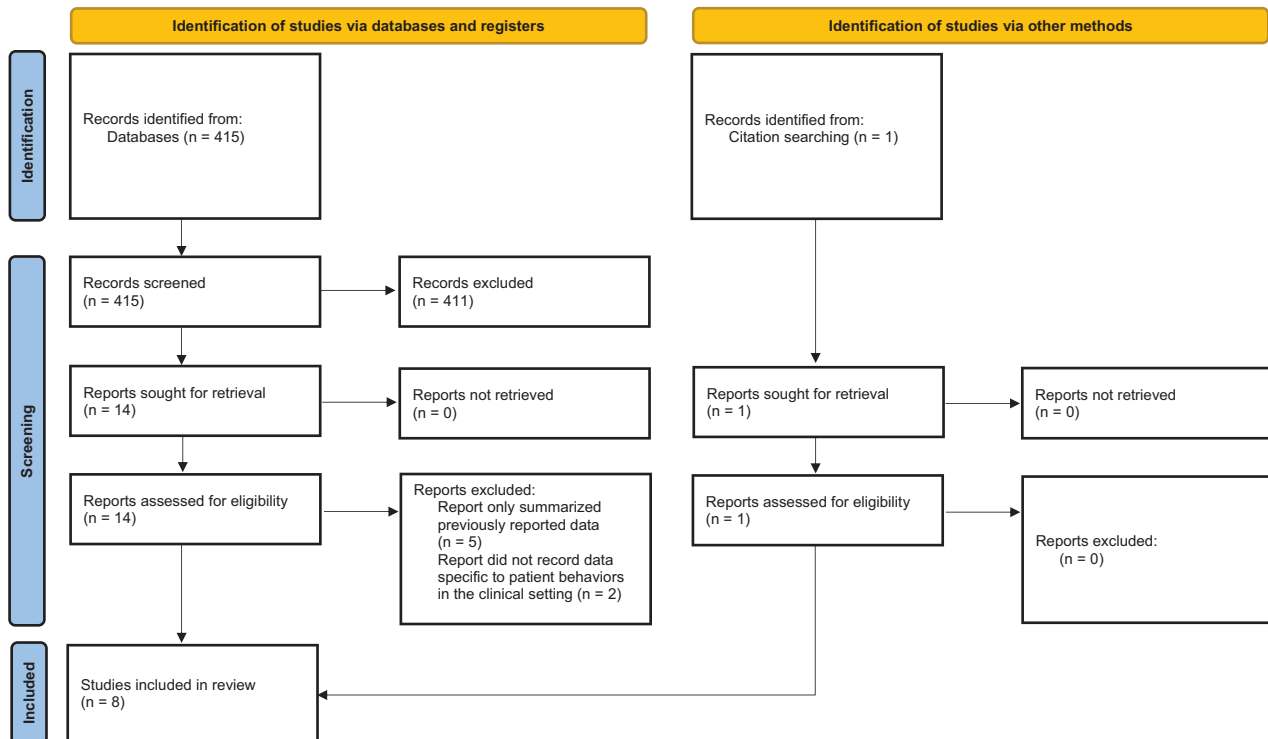 Identification of studies via databases and registers
Identification of studies via other methods
Identification
Records identified from:
Databases (n = 415)
Records identified from:
Citation searching (n = 1)
Screening
Records screened
(n = 415)
Records excluded
(n = 411)
Reports sought for retrieval
(n = 14)
Reports not retrieved
(n = 0)
Reports sought for retrieval
(n = 1)
Reports not retrieved
(n = 0)
Reports assessed for eligibility
(n = 14)
Reports excluded:
Report only summarized
previously reported data
(n = 5)
Report did not record data
specific to patient behaviors
in the clinical setting (n = 2)
Reports assessed for eligibility
(n = 1)
Reports excluded:
(n = 0)
Included
Studies included in review
(n = 8)